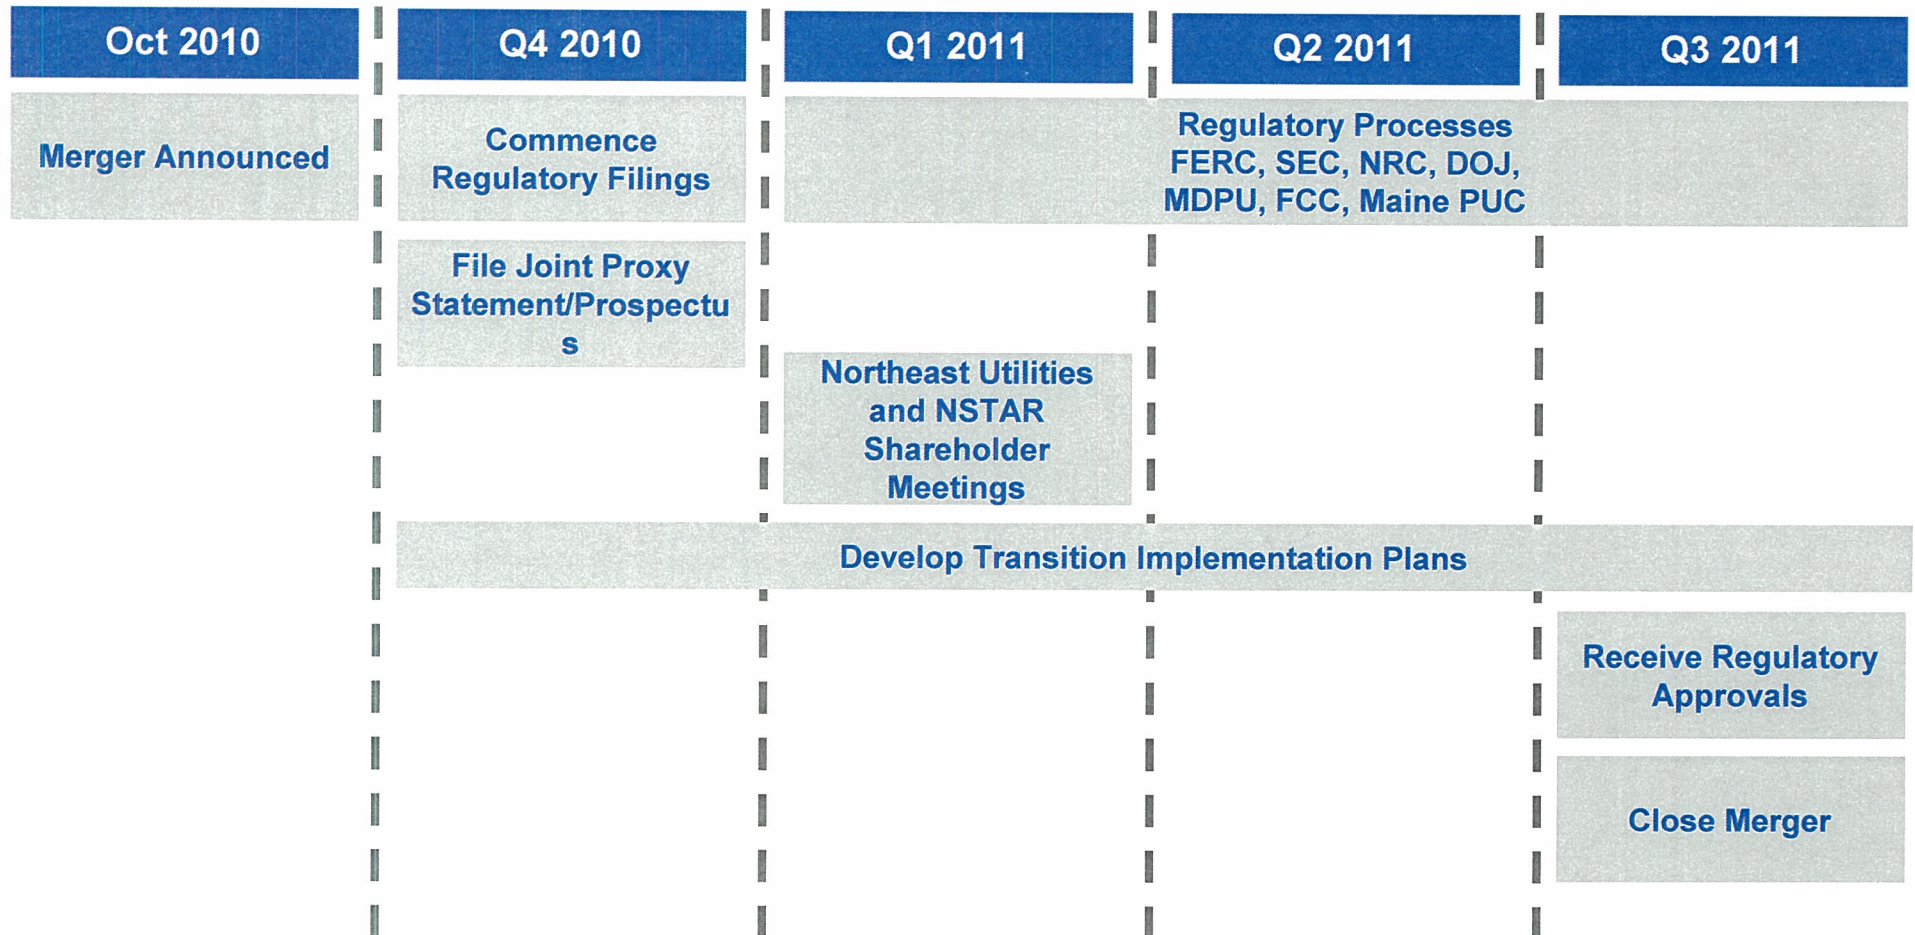 Oct 2010
Q4 2010
Q1 2011
Q2 2011
Q3 2011
Merger Announced
Commence
Regulatory Filings
Regulatory Processes
FERC, SEC, NRC, DOJ,
MDPU, FCC, Maine PUC
File Joint Proxy
Statement/Prospectu
s
Northeast Utilities
and NSTAR
Shareholder
Meetings
Develop Transition Implementation Plans
Receive Regulatory
Approvals
Close Merger